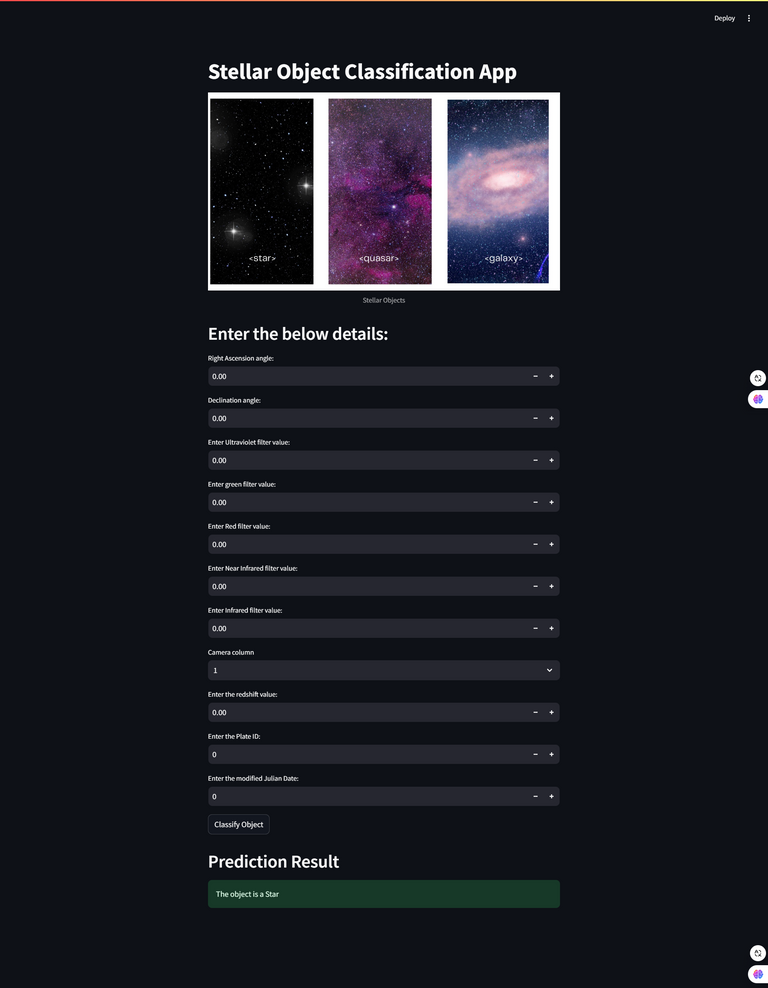 Deploy
Stellar Object Classification App
<star>
<quasar>
<galaxy>
Stellar Objects
Enter the below details:
Right Ascension angle:
0.00
Declination angle:
0.00
Enter Ultraviolet filter value:
0.00
Enter green filter value:
0.00
Enter Red filter value:
0.00
Enter Near Infrared filter value:
0.00
Enter Infrared filter value:
0.00
Camera column
1
Enter the redshift value:
0.00
Enter the Plate ID:
0
Enter the modified Julian Date:
0
Classify Object
Prediction Result
The object is a Star